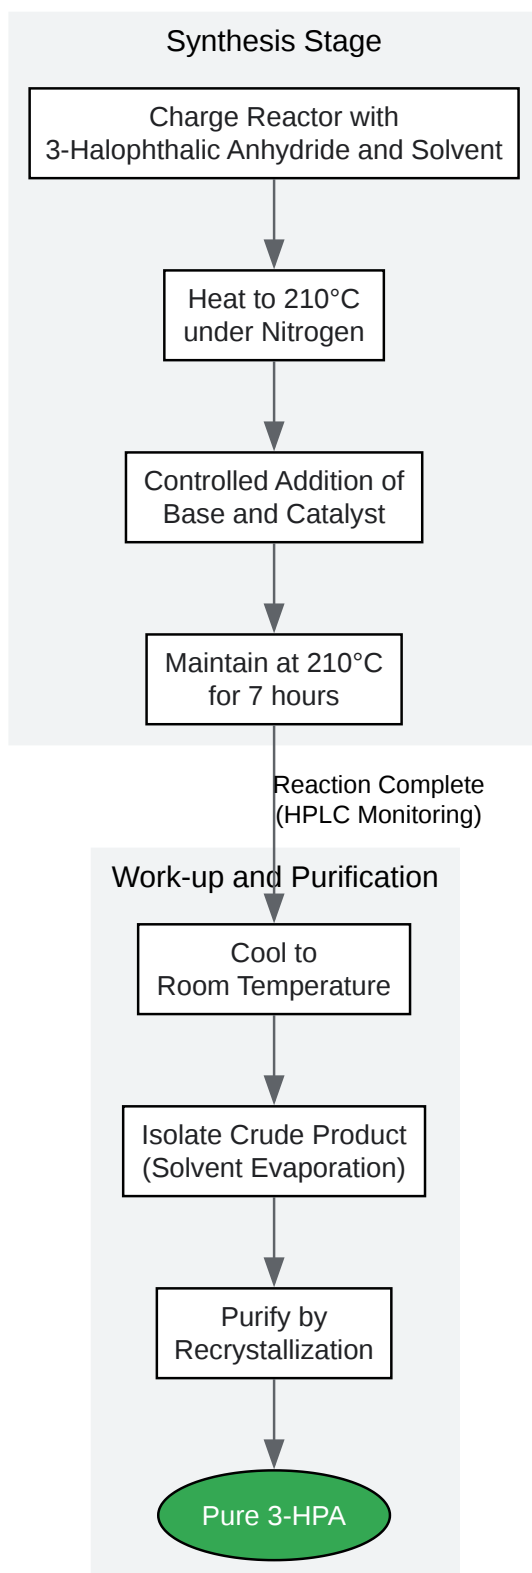 Synthesis Stage
Charge Reactor with
3-Halophthalic Anhydride and Solvent
Heat to 210°C
under Nitrogen
Controlled Addition of
Base and Catalyst
Maintain at 210°C
for 7 hours
Reaction Complete
(HPLC Monitoring)
Work-up and Purification
Cool to
Room Temperature
Isolate Crude Product
(Solvent Evaporation)
Purify by
Recrystallization
Pure 3-HPA